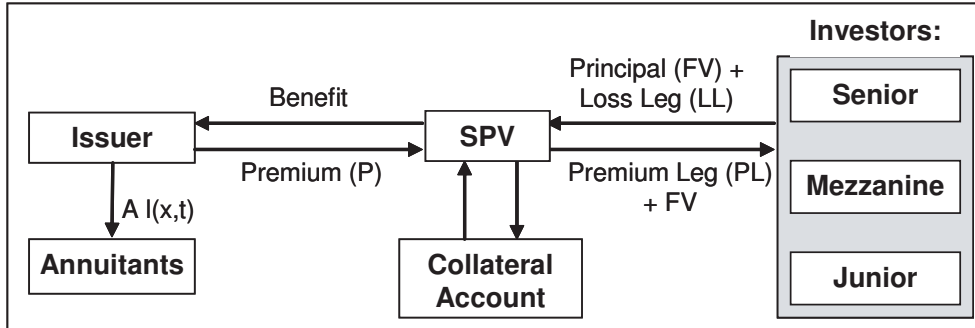 Investors:
Principal (FV) +
Loss Leg (LL)
Senior
Benefit
Issuer
SPV
Premium (P)
Premium Leg (PL)
+ FV
Mezzanine
A l(x,t)
Annuitants
Collateral
Account
Junior